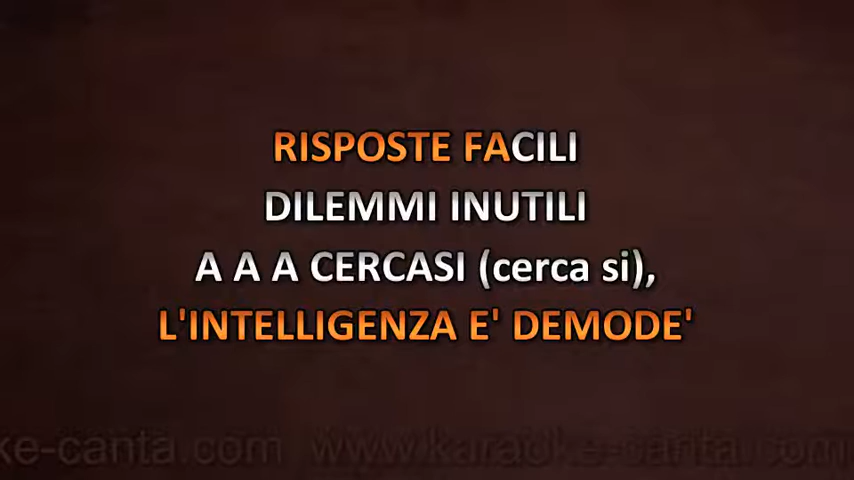 RISPOSTE FACILI
DILEMMI INUTILI
A A A CERCASI (cerca si),
L'INTELLIGENZA E' DEMODE'
ke-canta.com www.karaoke-canta.com